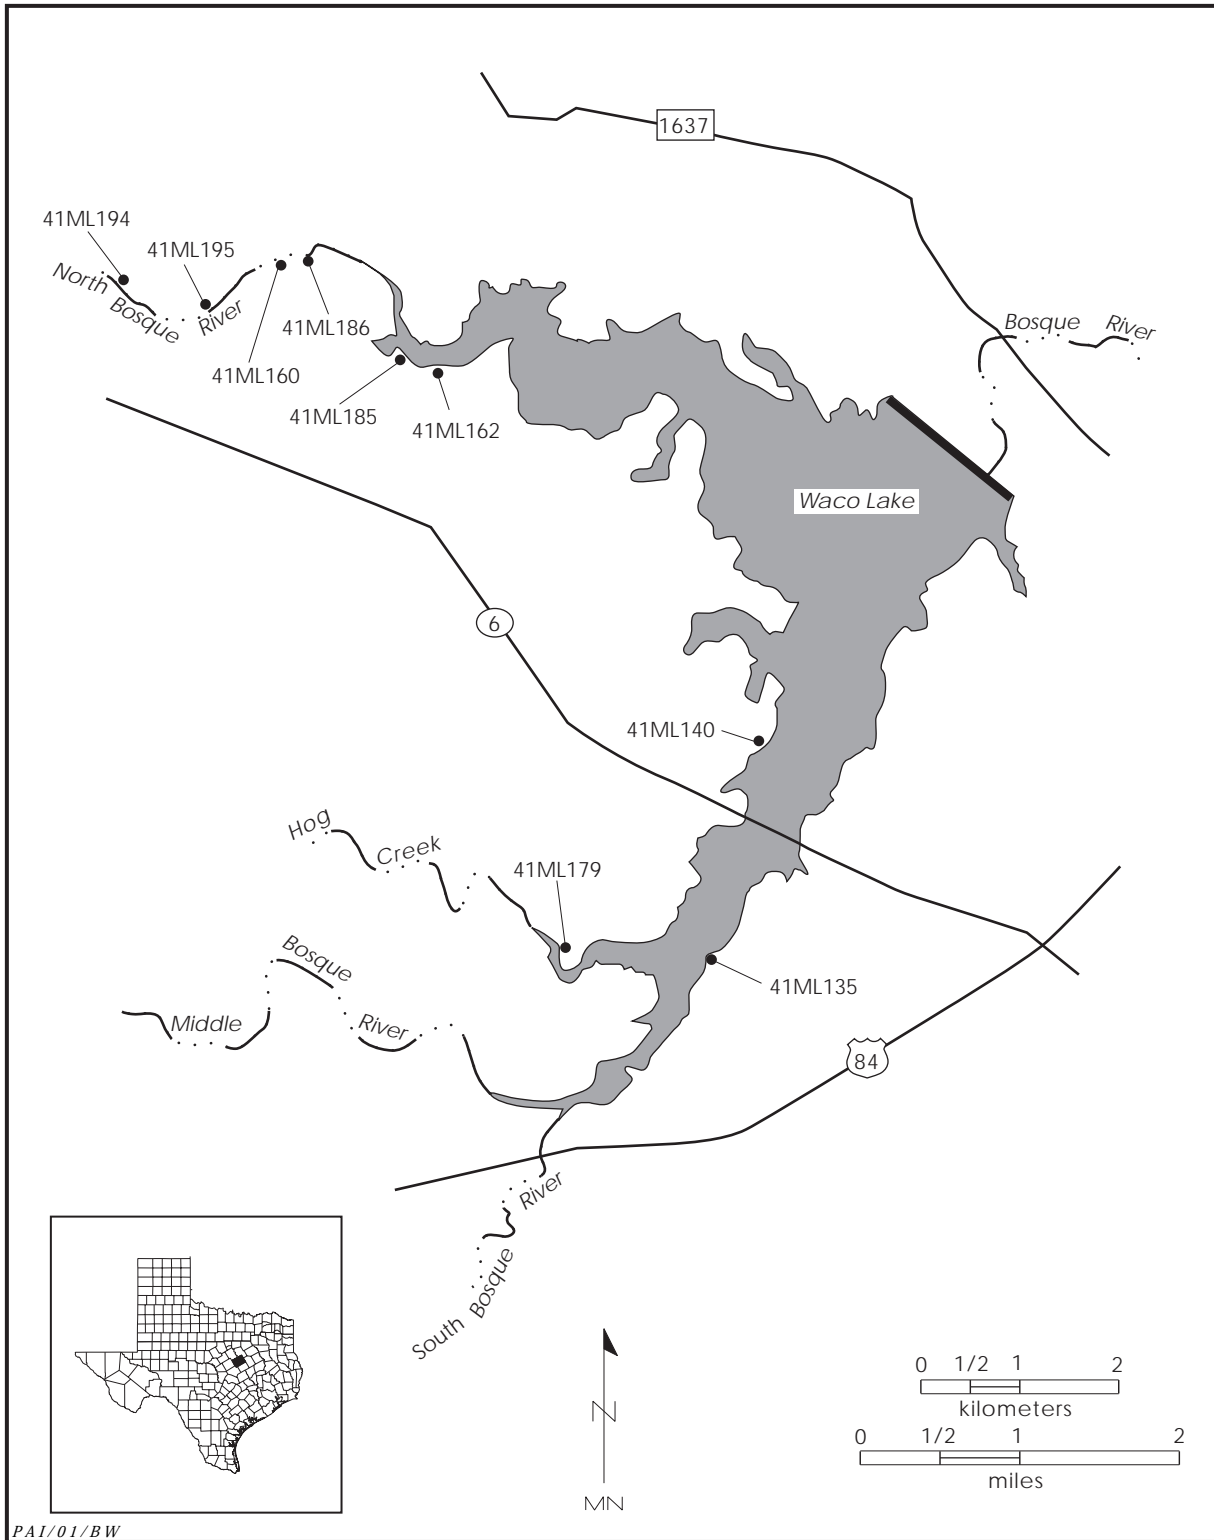 1637
41ML194
41ML195
North Bosque River
41ML186
41ML160
41ML185
41ML162
Bosque River
Waco Lake
6
41ML140
Hog Creek
41ML179
41ML135
Middle Bosque River
84
South Bosque River
N
MN
0 1/2 1 2
kilometers
0 1/2 1 2
miles
PAI/01/BW